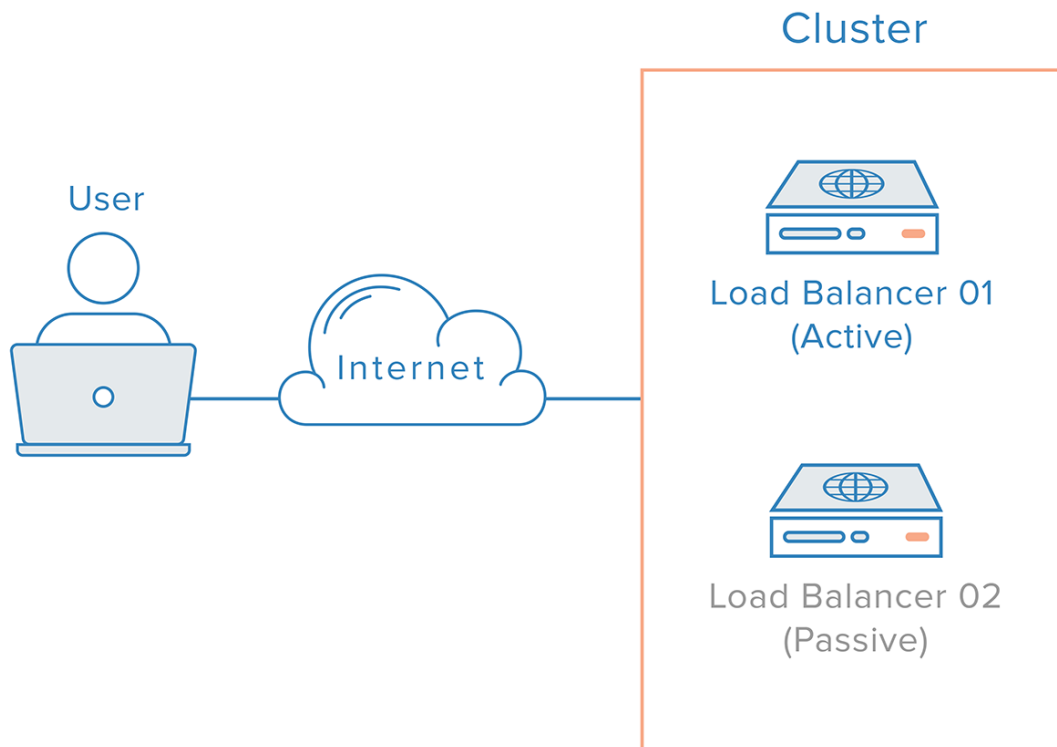 Cluster
User
Internet
Load Balancer 01
(Active)
Load Balancer 02
(Passive)